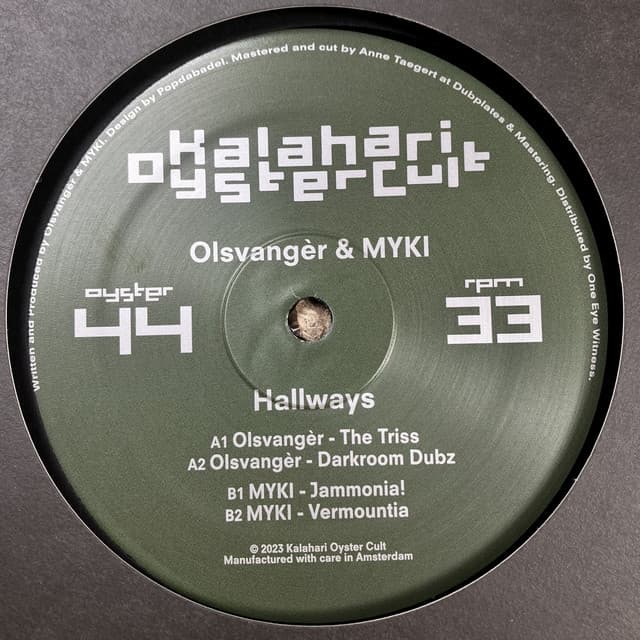 Written and Produced by Olsvangèr & MYKI. Design by Popdabadel. Mastered and cut by Anne Taegert at Dubplates & Mastering. Distributed by One Eye Witness.
Kalahari
OysterCult
Olsvangèr & MYKI
oyster
44
rpm
33
Hallways
A1 Olsvangèr - The Triss
A2 Olsvangèr - Darkroom Dubz
B1 MYKI - Jammonia!
B2 MYKI - Vermountia
© 2023 Kalahari Oyster Cult
Manufactured with care in Amsterdam